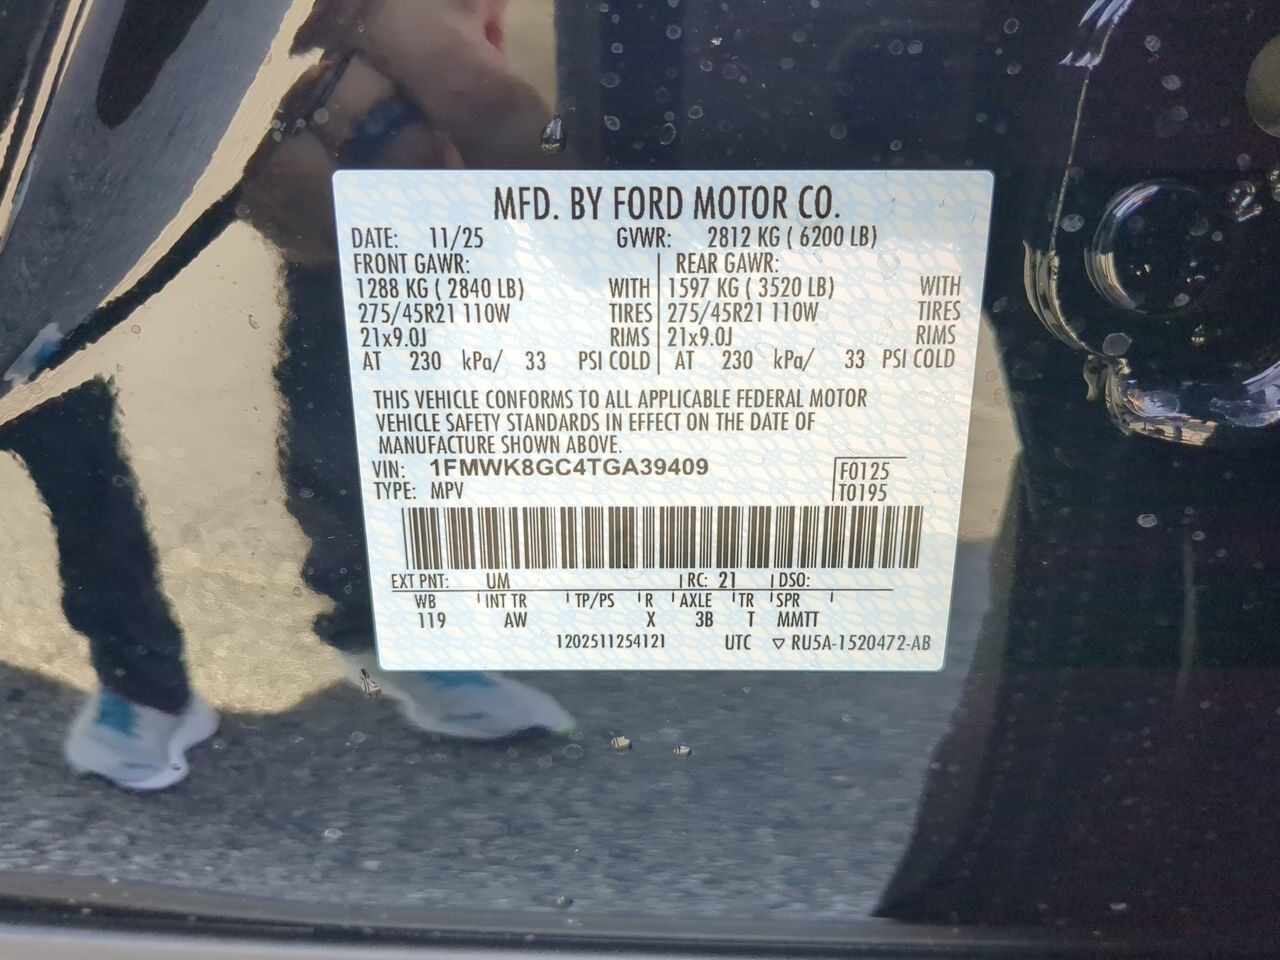 MFD. BY FORD MOTOR CO.
DATE: 11/25 GVWR: 2812 KG ( 6200 LB)
FRONT GAWR: REAR GAWR:
1288 KG ( 2840 LB) WITH 1597 KG ( 3520 LB) WITH
275/45R21 110W TIRES 275/45R21 110W TIRES
21x9.0J RIMS 21x9.0J RIMS
AT 230 kPa/ 33 PSI COLD AT 230 kPa/ 33 PSI COLD
THIS VEHICLE CONFORMS TO ALL APPLICABLE FEDERAL MOTOR
VEHICLE SAFETY STANDARDS IN EFFECT ON THE DATE OF
MANUFACTURE SHOWN ABOVE.
VIN: 1FMWK8GC4TGA39409 F0125
TYPE: MPV T0195
EXT PNT: UM RC: 21 DSO:
WB INT TR TP/PS R AXLE TR SPR
119 AW X 3B T MMTT
1202511254121 UTC ▽ RU5A-1520472-AB